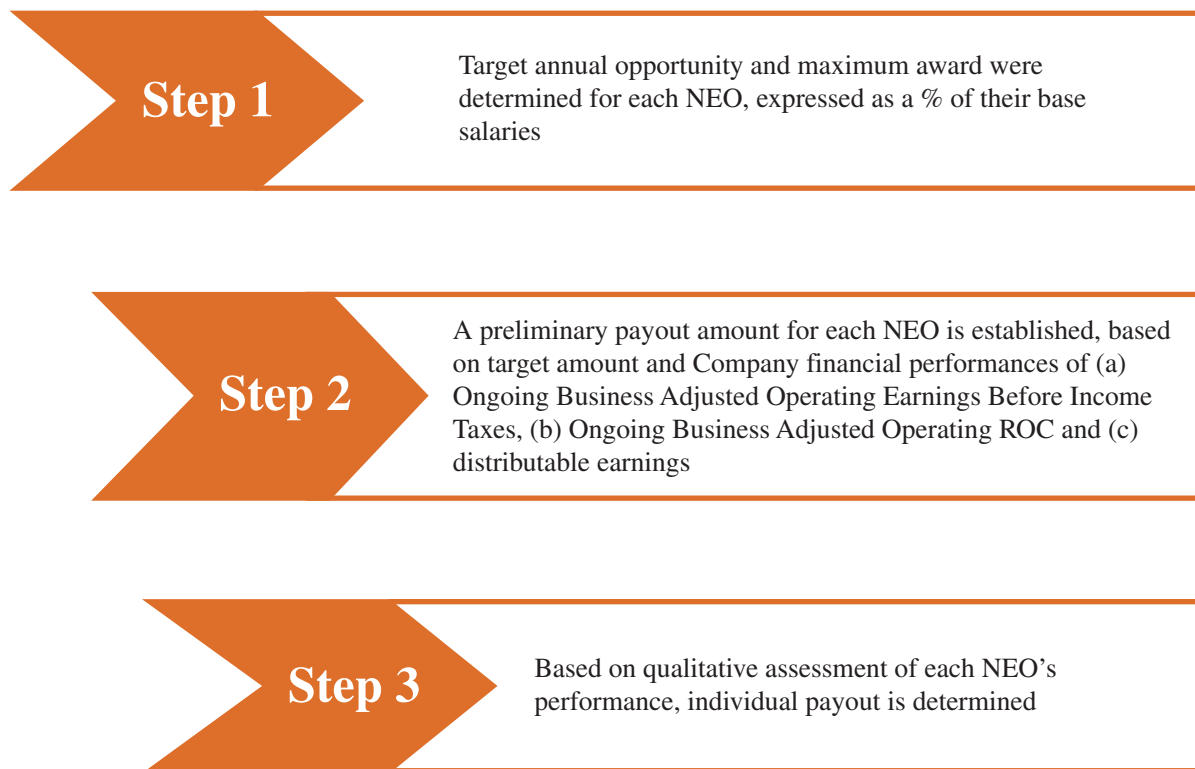 Step 1
Target annual opportunity and maximum award were
determined for each NEO, expressed as a % of their base
salaries
Step 2
A preliminary payout amount for each NEO is established, based
on target amount and Company financial performances of (a)
Ongoing Business Adjusted Operating Earnings Before Income
Taxes, (b) Ongoing Business Adjusted Operating ROC and (c)
distributable earnings
Step 3
Based on qualitative assessment of each NEO’s
performance, individual payout is determined